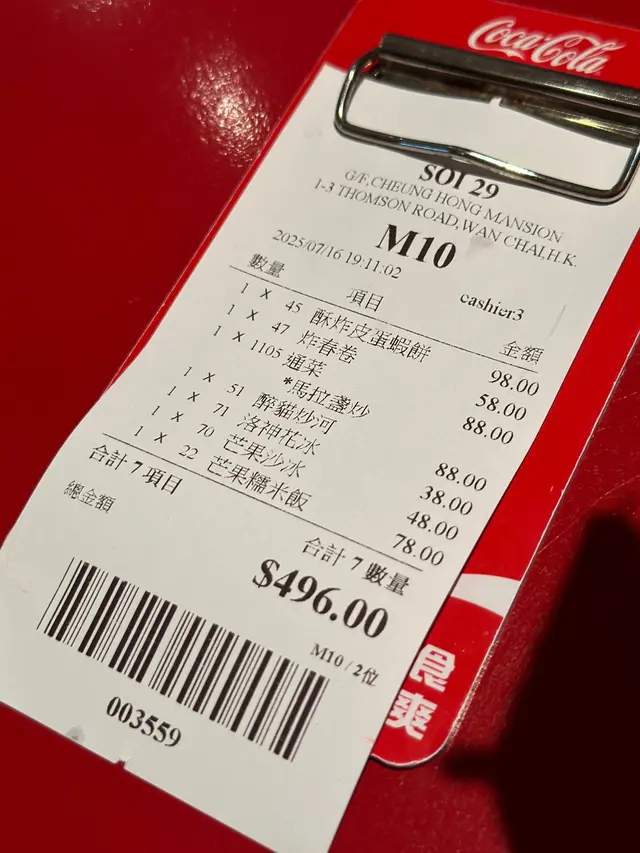 Coca-Cola
SOI 29
G/F, CHEUNG HONG MANSION
1-3 THOMSON ROAD, WAN CHAI, H.K.
M10
2025/07/16 19:11:02 cashier3
數量 項目 金額
1 X 45 酥炸皮蛋蝦餅 98.00
1 X 47 炸春卷 58.00
1 X 1105 通菜 88.00
*馬拉盞炒
1 X 51 醉貓炒河 88.00
1 X 71 洛神花冰 38.00
1 X 70 芒果沙冰 48.00
1 X 22 芒果糯米飯 78.00
合計 7 項目 合計 7 數量
總金額 $496.00
M10 / 2位
003559
食
爽